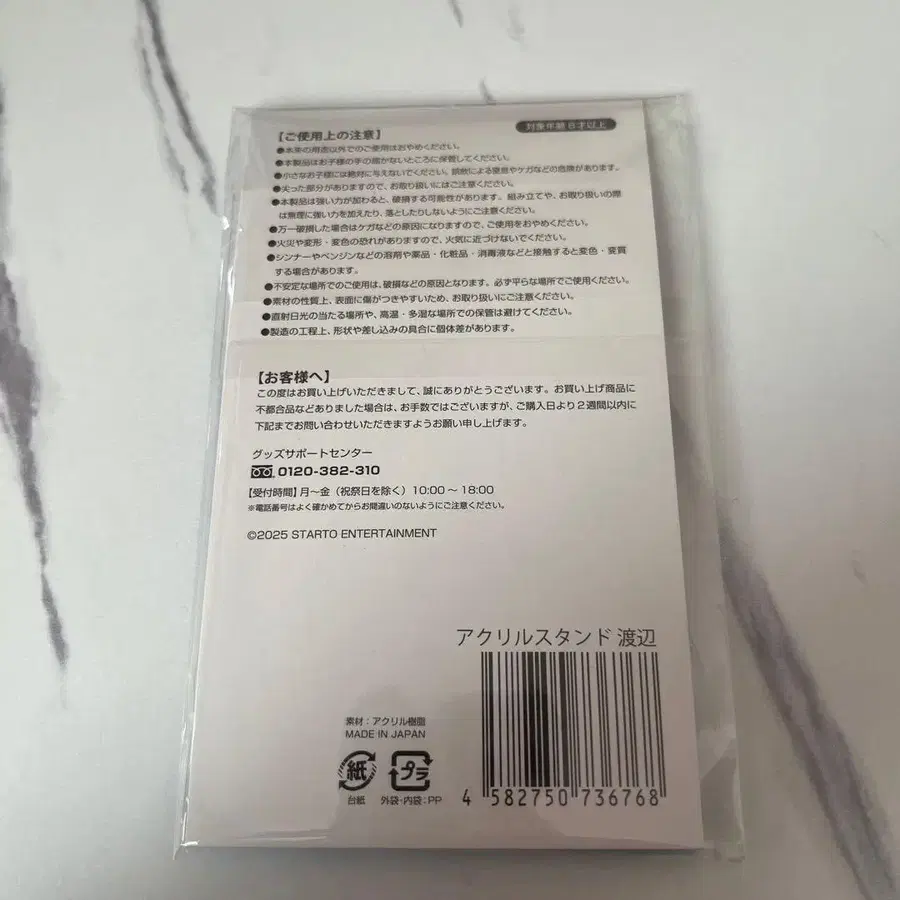 【ご使用上の注意】
対象年齢 8才以上
●本来の用途以外でのご使用はおやめください。
●本製品はお子様の手の届かないところに保管してください。
●小さなお子様には絶対に与えないでください。誤飲による窒息やケガなどの危険があります。
●尖った部分がありますので、お取り扱いにはご注意ください。
●本製品は強い力が加わると、破損する可能性があります。組み立てや、お取り扱いの際
は無理に強い力を加えたり、落としたりしないようにご注意ください。
●万一破損した場合はケガなどの原因になりますので、ご使用をおやめください。
●火災や変形・変色の恐れがありますので、火気に近づけないでください。
●シンナーやベンジンなどの溶剤や薬品・化粧品・消毒液などと接触すると変色・変質
する場合があります。
●不安定な場所でのご使用は、破損などの原因となります。必ず平らな場所でご使用ください。
●素材の性質上、表面に傷がつきやすいため、お取り扱いにご注意ください。
●直射日光の当たる場所や、高温・多湿な場所での保管は避けてください。
●製造の工程上、形状や差し込みの具合に個体差があります。
【お客様へ】
この度はお買い上げいただきまして、誠にありがとうございます。お買い上げ商品に
不都合品などありました場合は、お手数ではございますが、ご購入日より2週間以内に
下記までお問い合わせいただきますようお願い申し上げます。
グッズサポートセンター
0120-382-310
【受付時間】月〜金（祝祭日を除く）10:00〜18:00
※電話番号はよく確かめてからお間違いのないようにご注意ください。
©2025 STARTO ENTERTAINMENT
アクリルスタンド 渡辺
素材：アクリル樹脂
MADE IN JAPAN
紙
プラ
台紙
外袋・内袋：PP
4 582750 736768